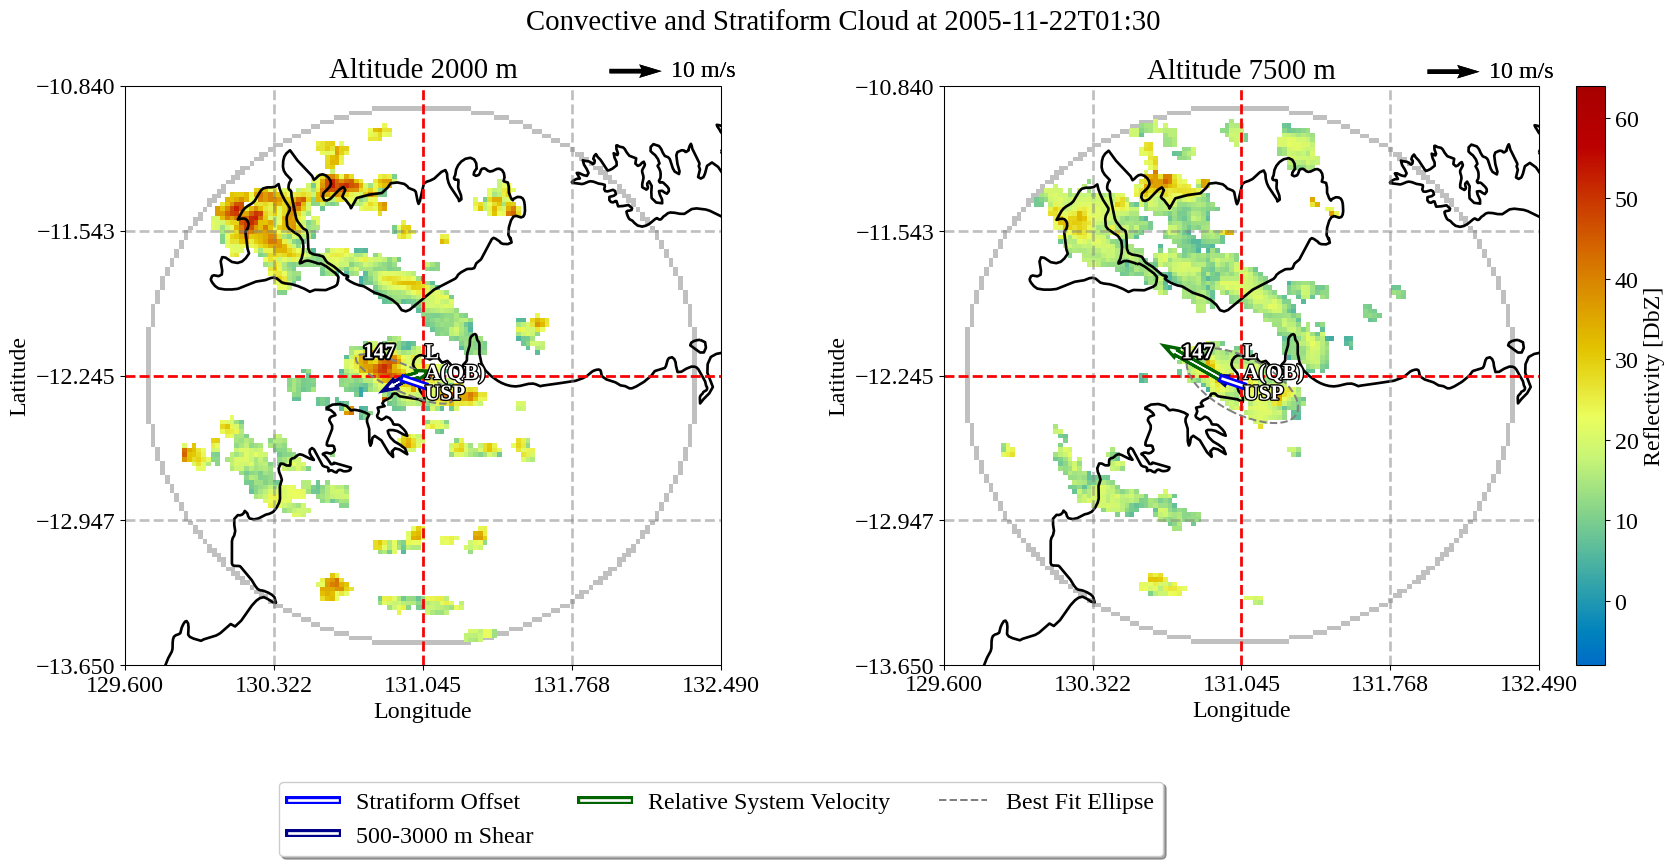 Convective and Stratiform Cloud at 2005-11-22T01:30
Altitude 2000 m
10 m/s
Altitude 7500 m
10 m/s
−10.840
−11.543
−12.245
−12.947
−13.650
Latitude
129.600
130.322
131.045
131.768
132.490
Longitude
147
L
A(QB)
USP
−10.840
−11.543
−12.245
−12.947
−13.650
Latitude
129.600
130.322
131.045
131.768
132.490
Longitude
147
L
A(QB)
USP
60
50
40
30
20
10
0
Reflectivity [DbZ]
Stratiform Offset
Relative System Velocity
Best Fit Ellipse
500-3000 m Shear